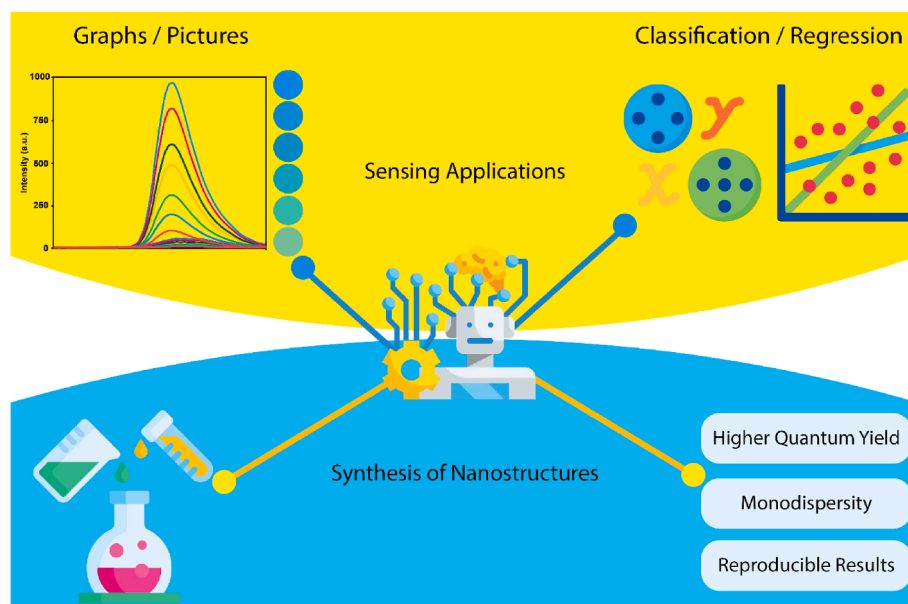 Graphs / Pictures
Classification / Regression
1000
750
500
250
0
Intensity (a.u.)
y
x
Sensing Applications
Synthesis of Nanostructures
Higher Quantum Yield
Monodispersity
Reproducible Results